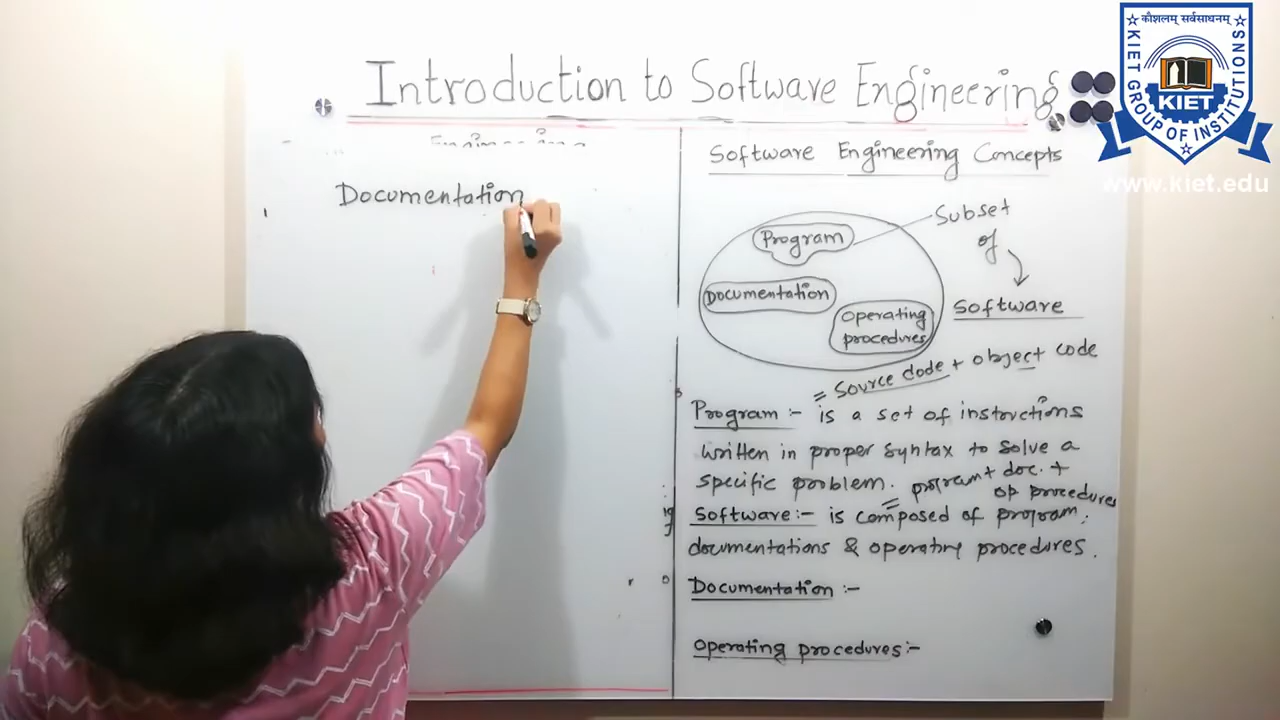 Introduction to Software Engineering
Documentation
Software Engineering Concepts
Program
Subset
of
Documentation
Software
Operating
procedures
= Source dode + object code
Program :- is a set of instructions
written in proper syntax to solve a
specific problem. program + doc. +
op procedures
Software :- is composed of program,
documentations & operating procedures.
Documentation :-
Operating procedures :-
कौशलम् सर्वसाधनम्
KIET GROUP OF INSTITUTIONS
KIET
www.kiet.edu